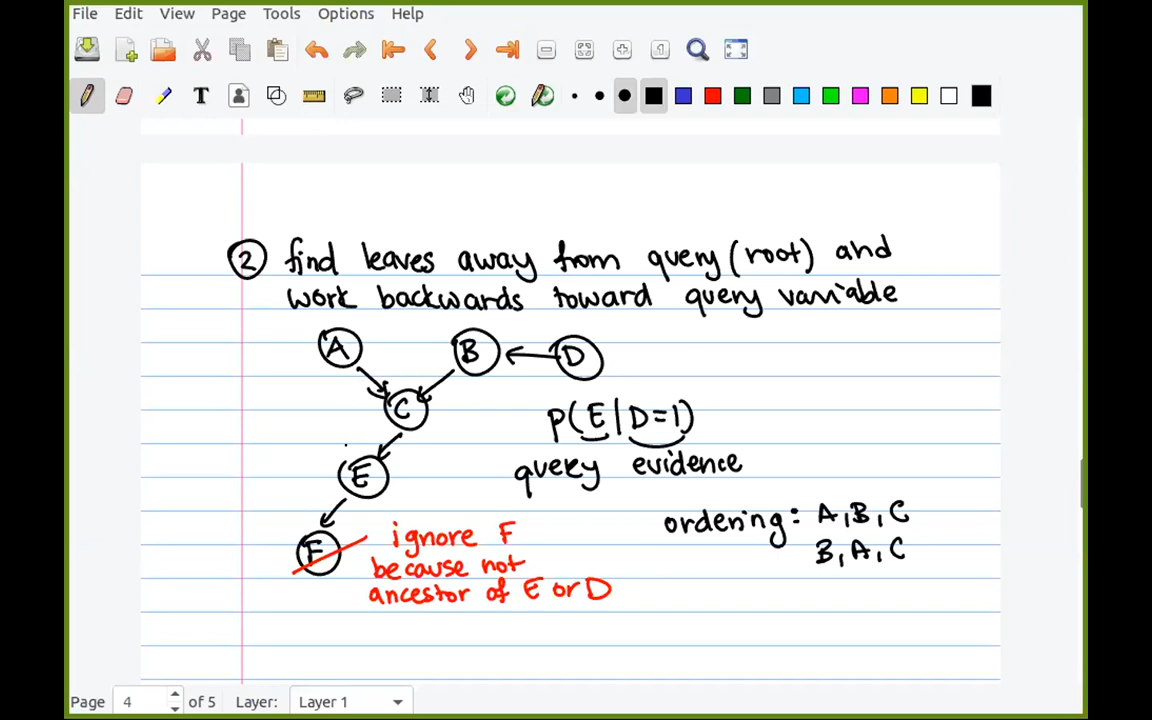 File Edit View Page Tools Options Help
T
② find leaves away from query (root) and
work backwards toward query variable
A B D
C
p(E|D=1)
E
query evidence
ordering: A, B, C
B, A, C
F
ignore F
because not
ancestor of E or D
Page 4 of 5 Layer: Layer 1